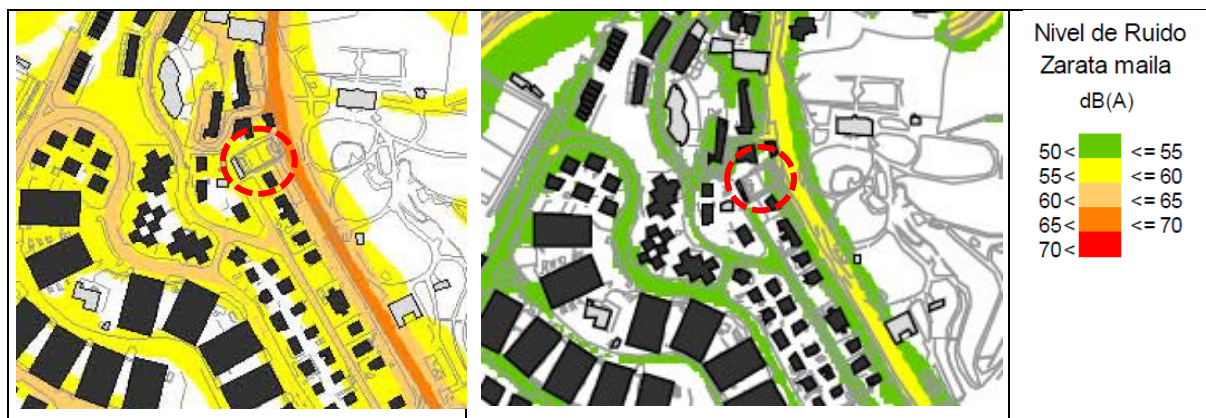 Nivel de Ruido
Zarata maila
dB(A)
50< <= 55
55< <= 60
60< <= 65
65< <= 70
70<